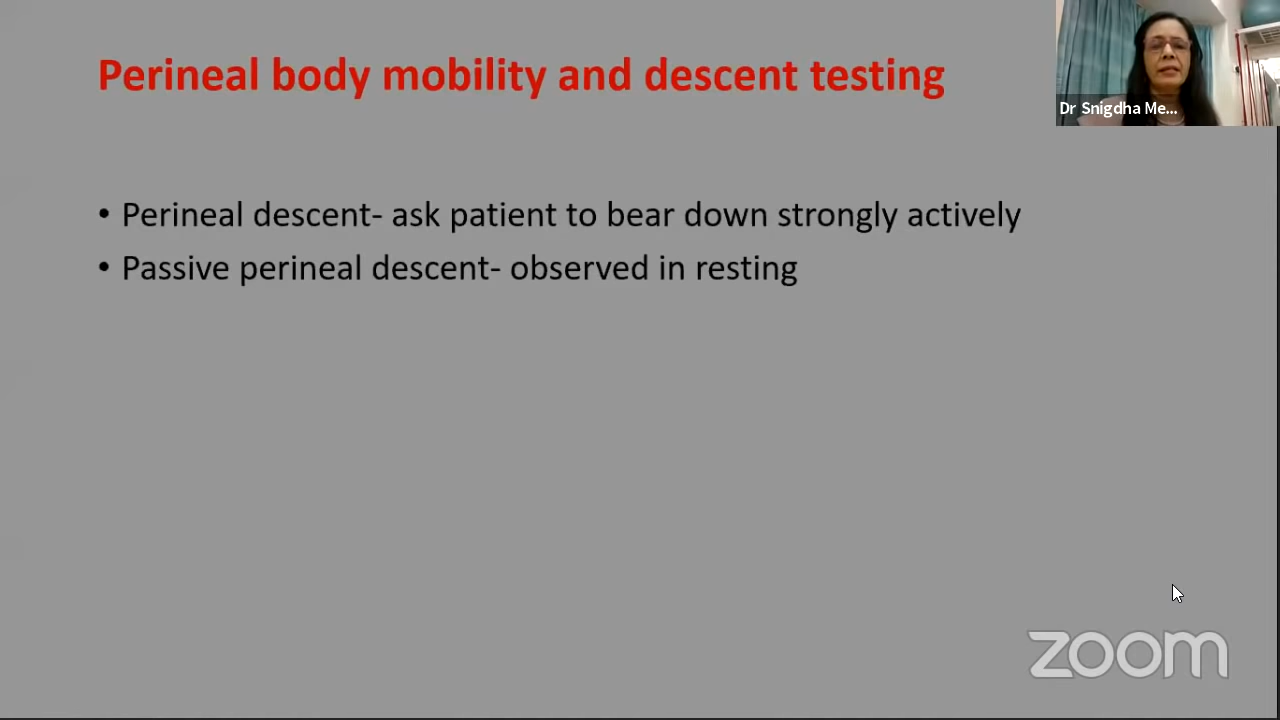 Perineal body mobility and descent testing
Dr Snigdha Me...
• Perineal descent- ask patient to bear down strongly actively
• Passive perineal descent- observed in resting
zoom